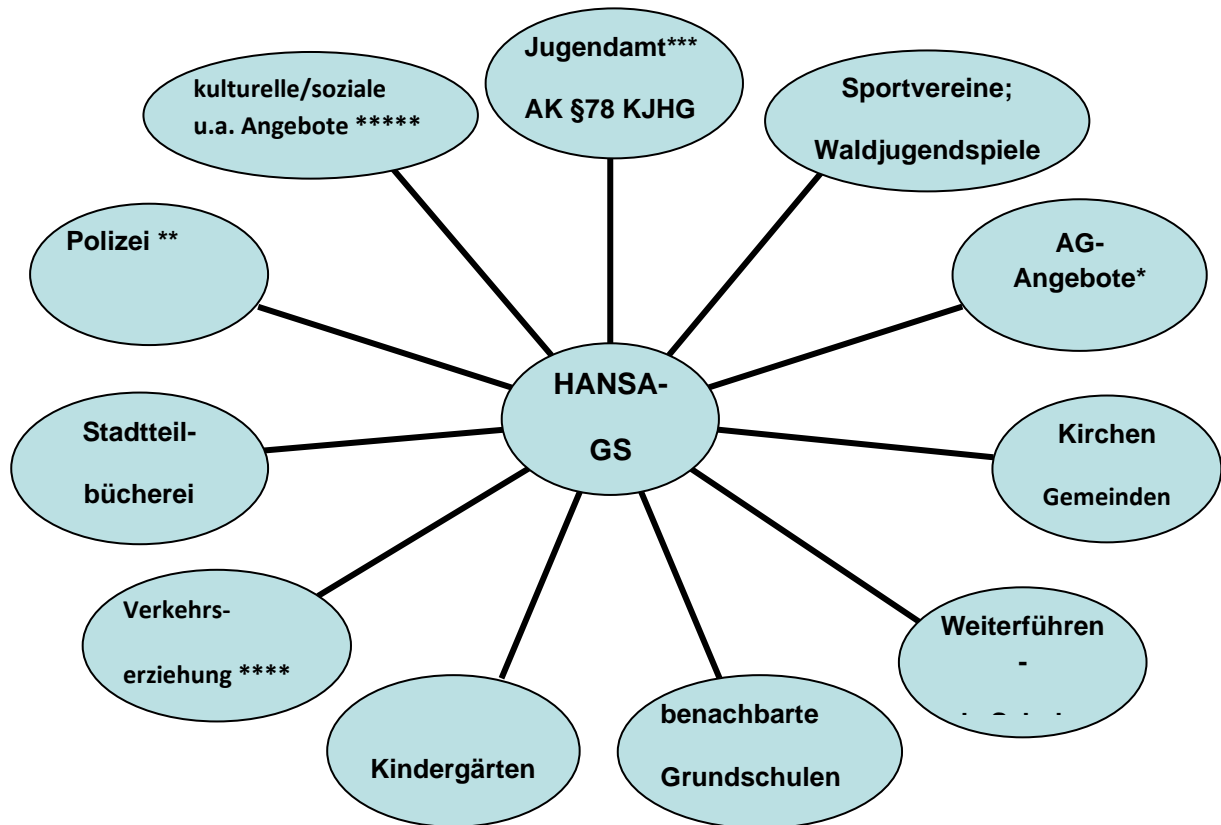 Jugendamt***
AK §78 KJHG
kulturelle/soziale
u.a. Angebote *****
Sportvereine;
Waldjugendspiele
Polizei **
AG-
Angebote*
HANSA-
GS
Stadtteil-
bücherei
Kirchen
Gemeinden
Verkehrs-
erziehung ****
Weiterführen
-
Kindergärten
benachbarte
Grundschulen